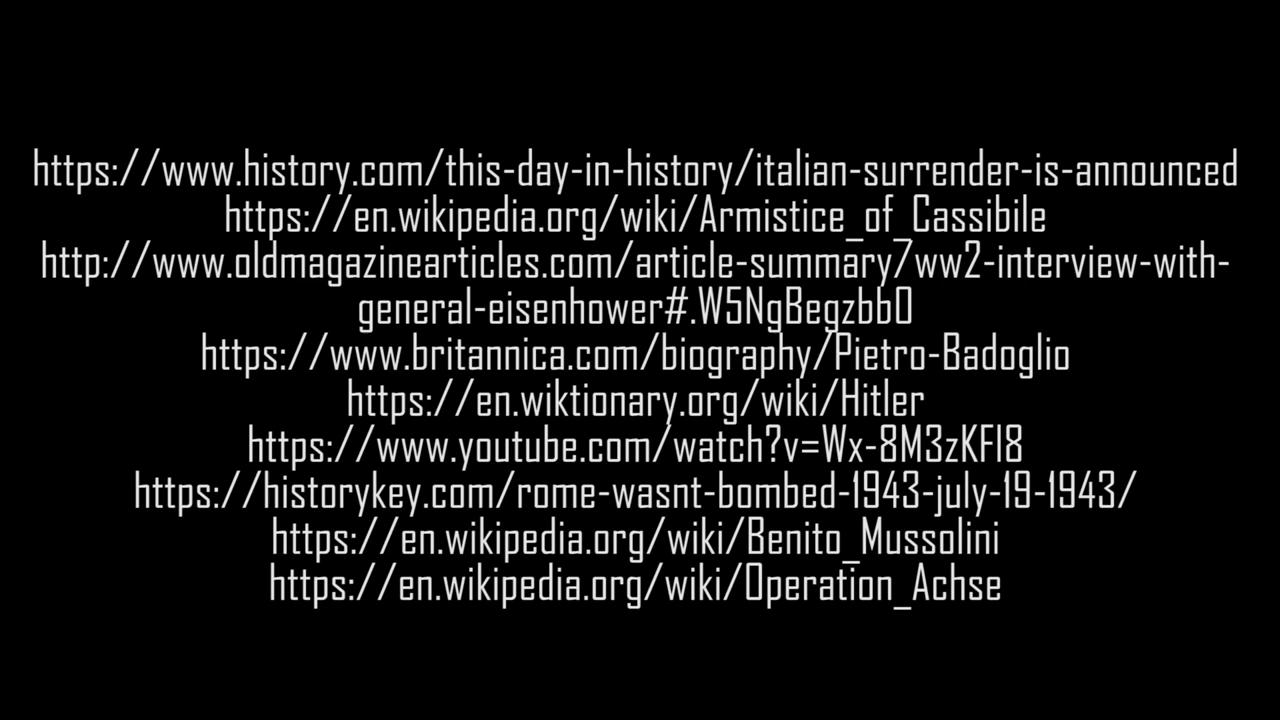 https://www.history.com/this-day-in-history/italian-surrender-is-announced
https://en.wikipedia.org/wiki/Armistice_of_Cassibile
http://www.oldmagazinearticles.com/article-summary/ww2-interview-with-
general-eisenhower#.W5NgBegzbb0
https://www.britannica.com/biography/Pietro-Badoglio
https://en.wiktionary.org/wiki/Hitler
https://www.youtube.com/watch?v=Wx-8M3zKFI8
https://historykey.com/rome-wasnt-bombed-1943-july-19-1943/
https://en.wikipedia.org/wiki/Benito_Mussolini
https://en.wikipedia.org/wiki/Operation_Achse